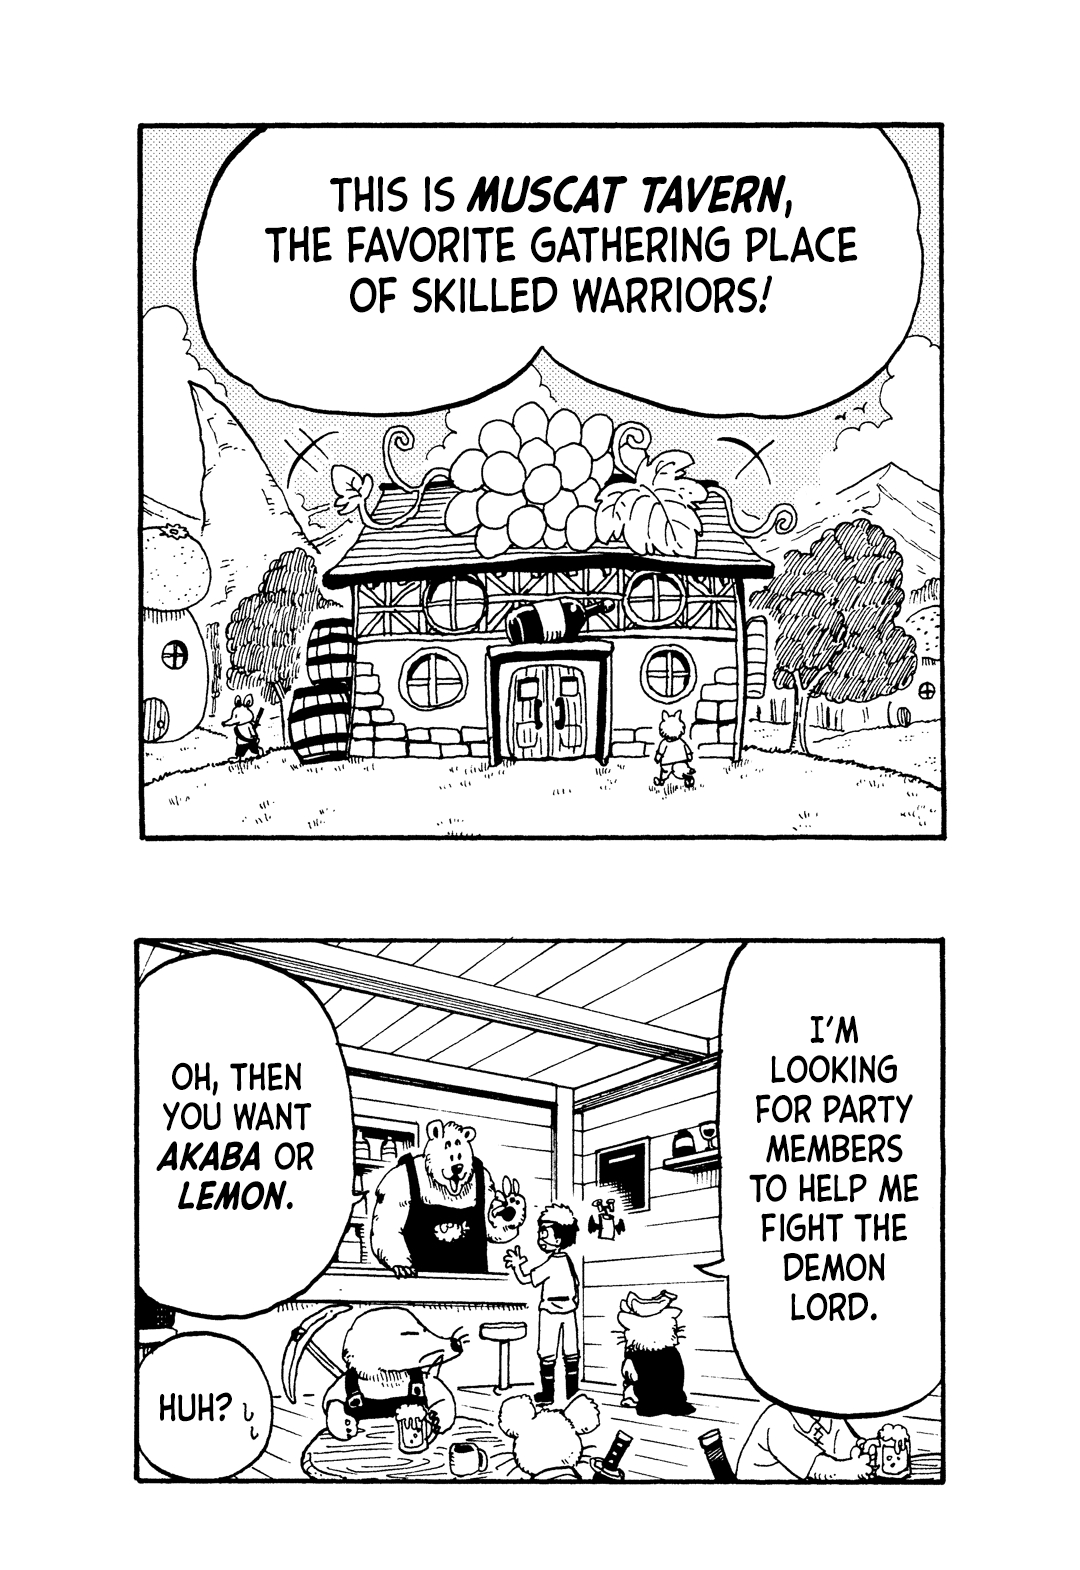 THIS IS MUSCAT TAVERN,
THE FAVORITE GATHERING PLACE
OF SKILLED WARRIORS!
I'M
LOOKING
FOR PARTY
MEMBERS
TO HELP ME
FIGHT THE
DEMON
LORD.
OH, THEN
YOU WANT
AKABA OR
LEMON.
HUH?